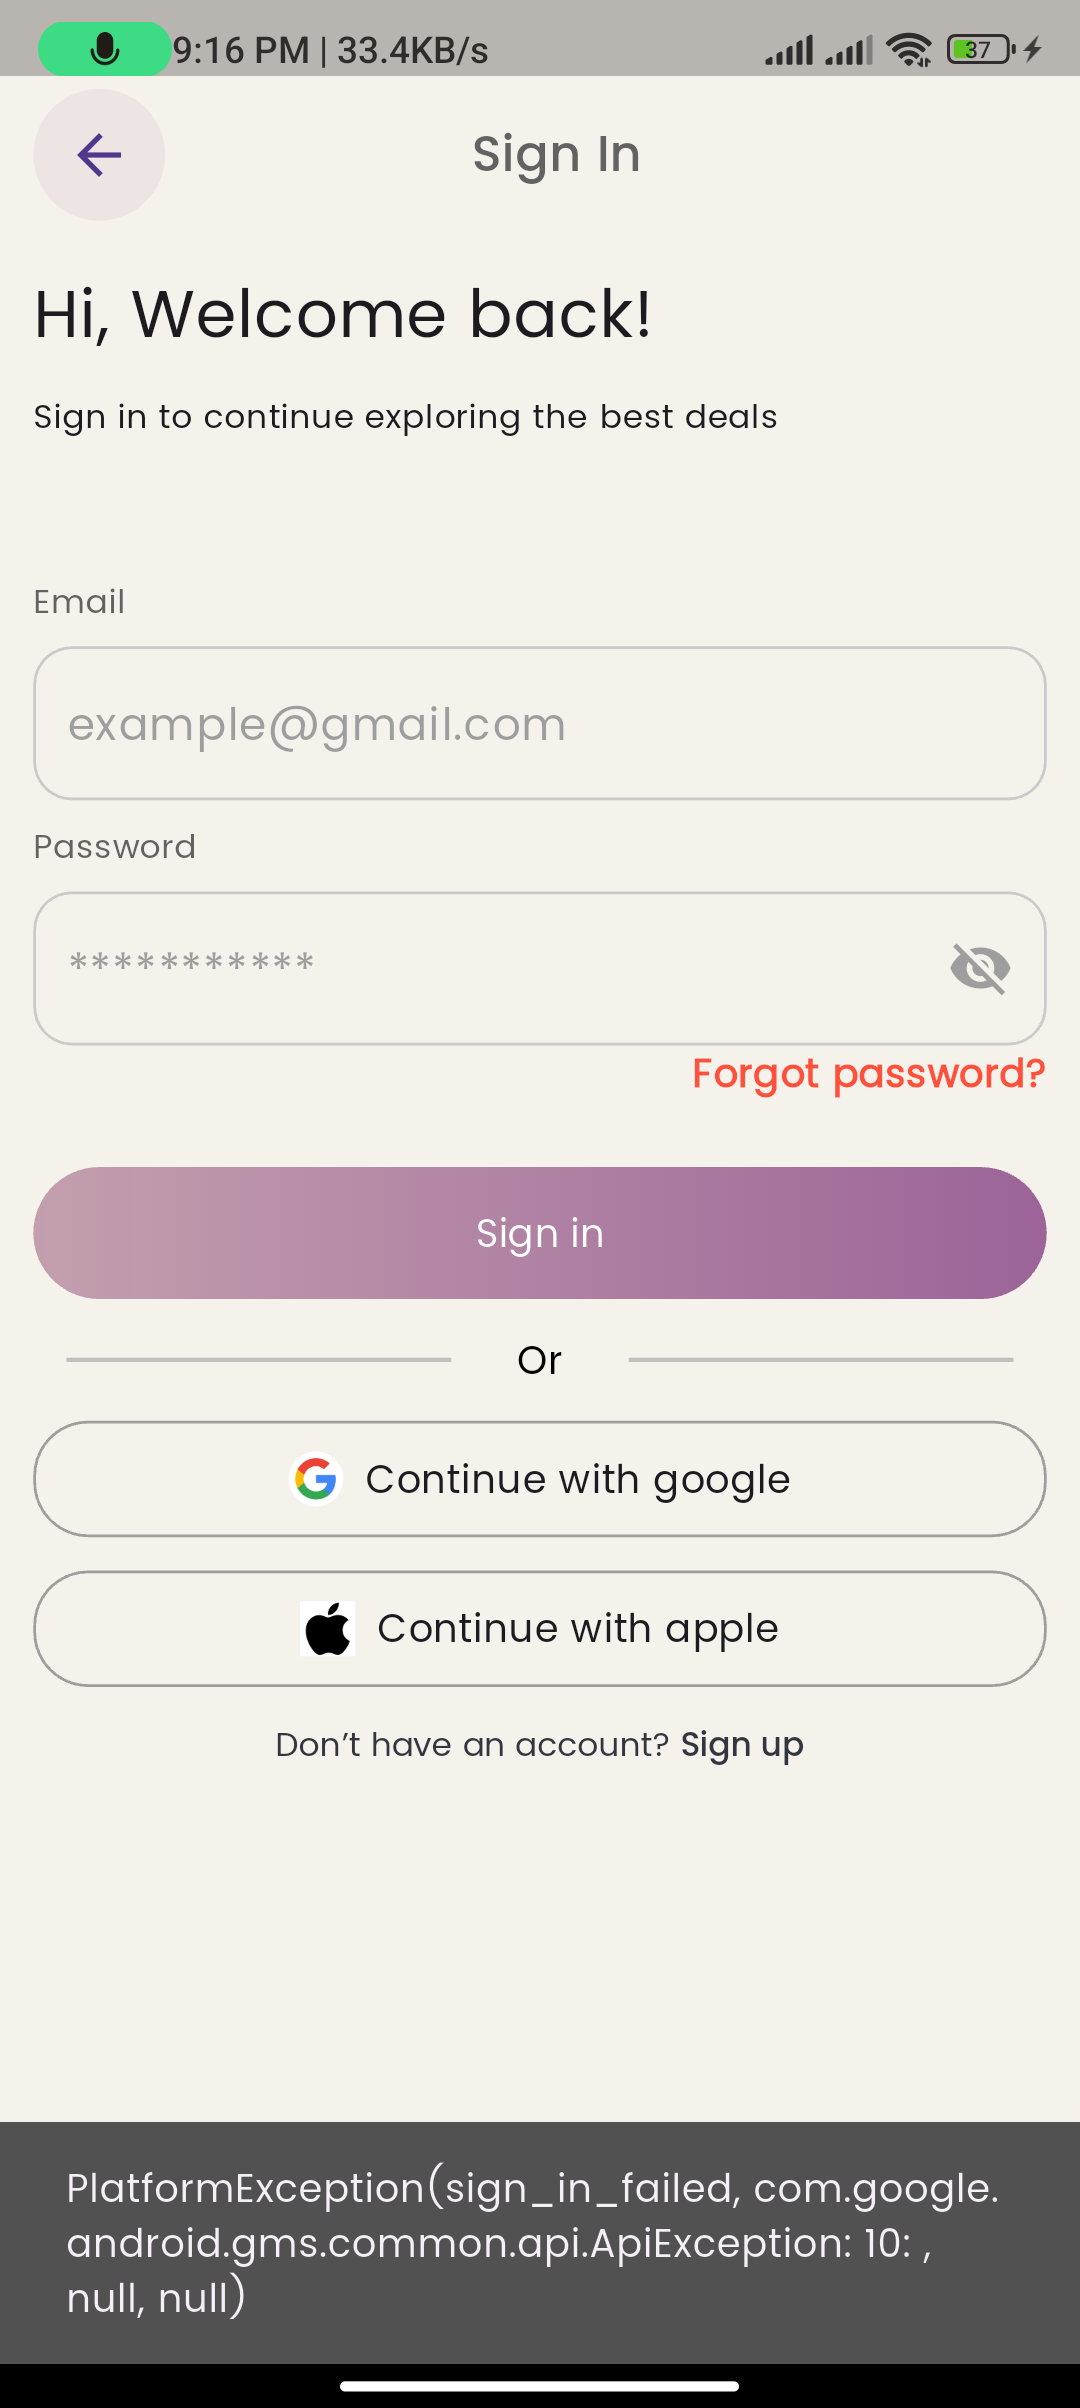 9:16 PM | 33.4KB/s
37
Sign In
Hi, Welcome back!
Sign in to continue exploring the best deals
Email
example@gmail.com
Password
***********
Forgot password?
Sign in
Or
Continue with google
Continue with apple
Don’t have an account? Sign up
PlatformException(sign_in_failed, com.google.
android.gms.common.api.ApiException: 10: ,
null, null)